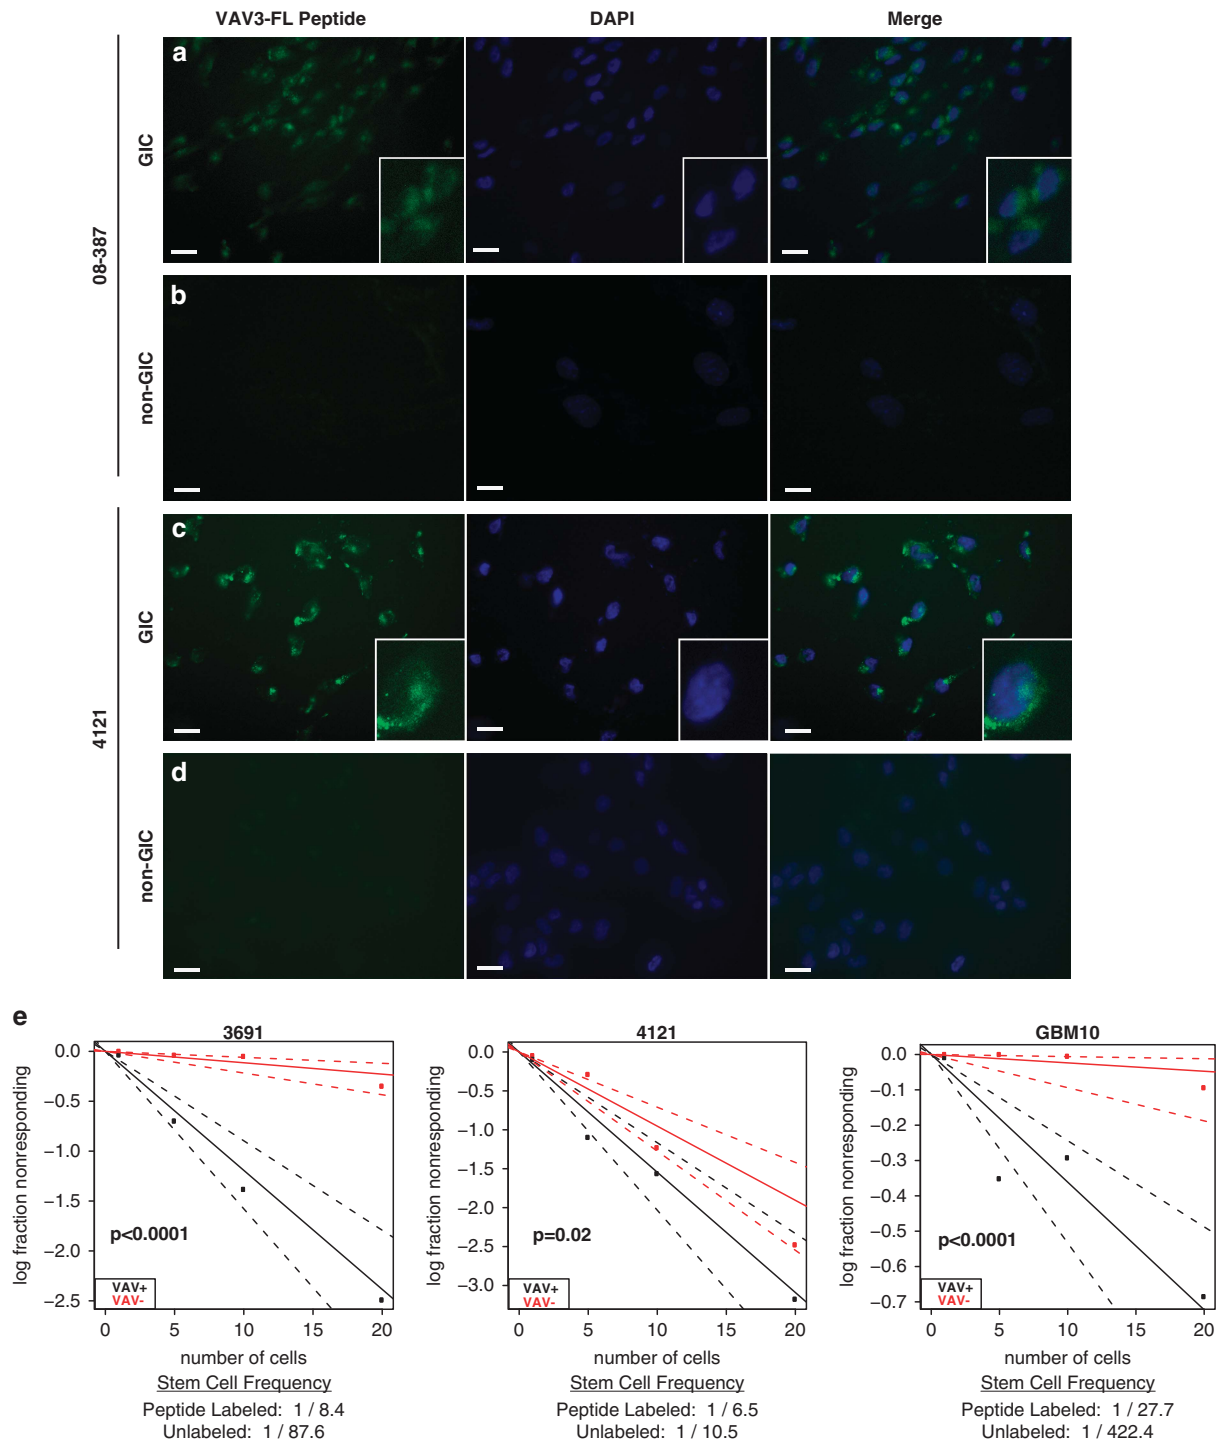 VAV3-FL Peptide DAPI Merge
08-387
GIC
a
non-GIC
b
4121
GIC
c
non-GIC
d
e
3691
log fraction nonresponding
0.0
−0.5
−1.0
−1.5
−2.0
−2.5
p<0.0001
VAV+
VAV-
0 5 10 15 20
number of cells
Stem Cell Frequency
Peptide Labeled: 1 / 8.4
Unlabeled: 1 / 87.6
4121
log fraction nonresponding
0.0
−0.5
−1.0
−1.5
−2.0
−2.5
−3.0
p=0.02
VAV+
VAV-
0 5 10 15 20
number of cells
Stem Cell Frequency
Peptide Labeled: 1 / 6.5
Unlabeled: 1 / 10.5
GBM10
log fraction nonresponding
0.0
−0.1
−0.2
−0.3
−0.4
−0.5
−0.6
−0.7
p<0.0001
VAV+
VAV-
0 5 10 15 20
number of cells
Stem Cell Frequency
Peptide Labeled: 1 / 27.7
Unlabeled: 1 / 422.4